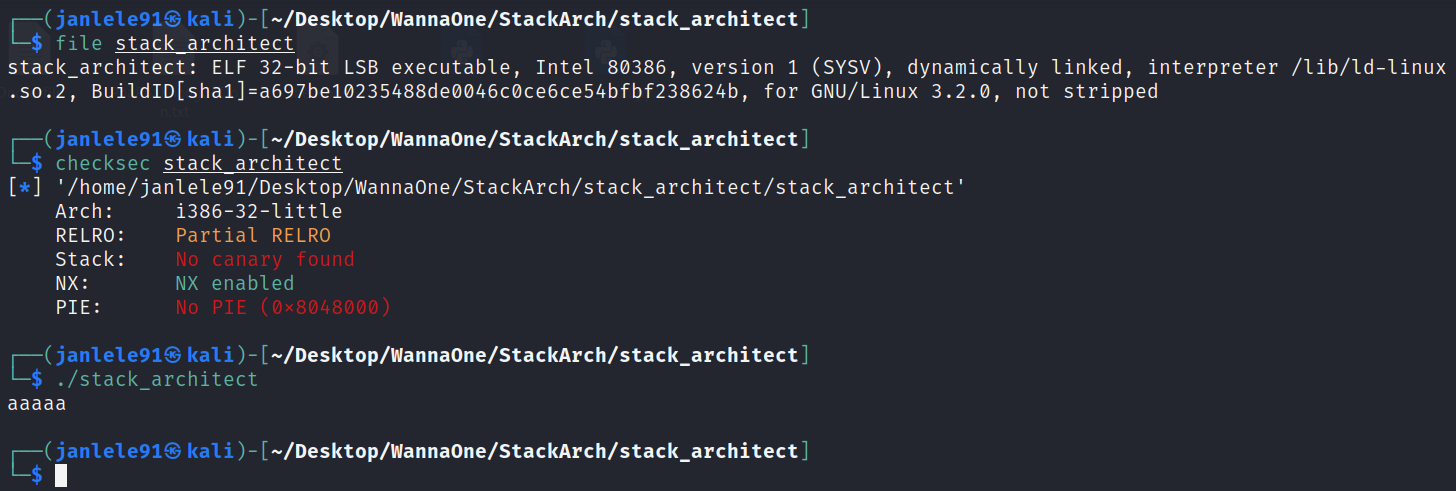 ┌──(janlele91㉿kali)-[~/Desktop/WannaOne/StackArch/stack_architect]
└─$ file stack_architect
stack_architect: ELF 32-bit LSB executable, Intel 80386, version 1 (SYSV), dynamically linked, interpreter /lib/ld-linux
.so.2, BuildID[sha1]=a697be10235488de0046c0ce6ce54bfbf238624b, for GNU/Linux 3.2.0, not stripped
┌──(janlele91㉿kali)-[~/Desktop/WannaOne/StackArch/stack_architect]
└─$ checksec stack_architect
[*] '/home/janlele91/Desktop/WannaOne/StackArch/stack_architect/stack_architect'
Arch: i386-32-little
RELRO: Partial RELRO
Stack: No canary found
NX: NX enabled
PIE: No PIE (0×8048000)
┌──(janlele91㉿kali)-[~/Desktop/WannaOne/StackArch/stack_architect]
└─$ ./stack_architect
aaaaa
┌──(janlele91㉿kali)-[~/Desktop/WannaOne/StackArch/stack_architect]
└─$